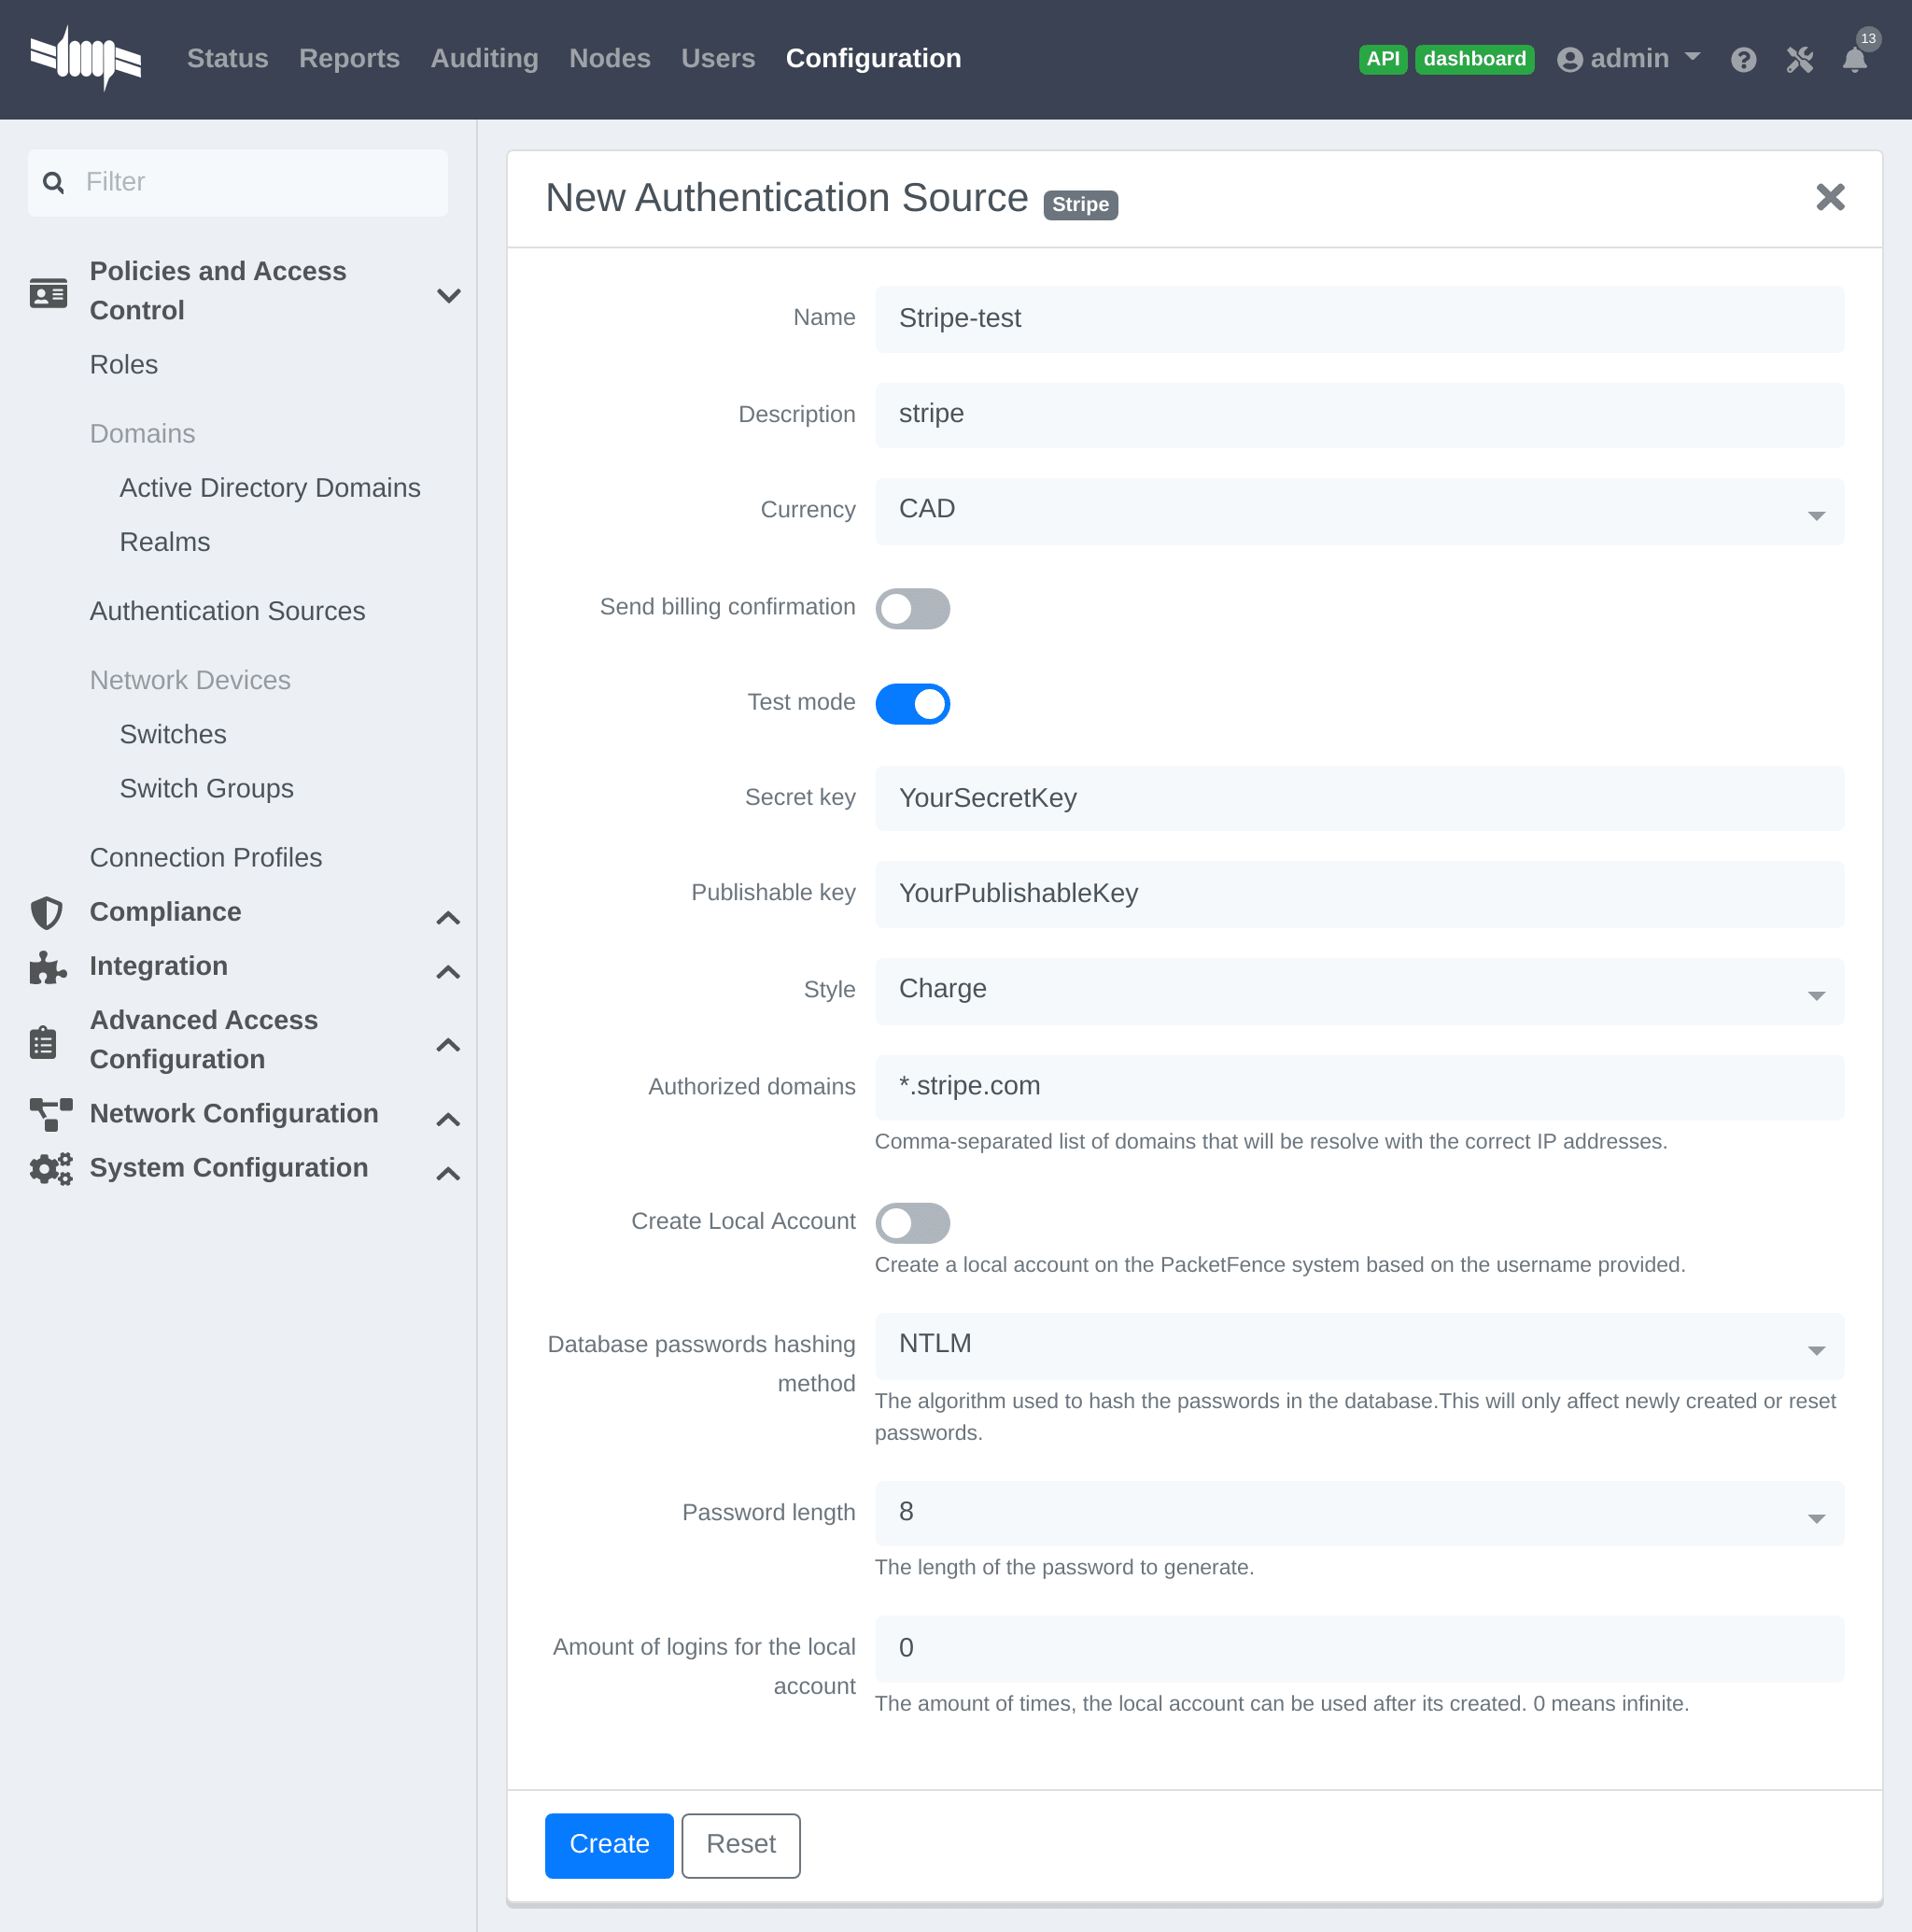 Status Reports Auditing Nodes Users Configuration API dashboard admin 13
Filter
Policies and Access
Control
Roles
Domains
Active Directory Domains
Realms
Authentication Sources
Network Devices
Switches
Switch Groups
Connection Profiles
Compliance
Integration
Advanced Access
Configuration
Network Configuration
System Configuration
New Authentication Source Stripe
Name Stripe-test
Description stripe
Currency CAD
Send billing confirmation
Test mode
Secret key YourSecretKey
Publishable key YourPublishableKey
Style Charge
Authorized domains *.stripe.com
Comma-separated list of domains that will be resolve with the correct IP addresses.
Create Local Account
Create a local account on the PacketFence system based on the username provided.
Database passwords hashing
method
NTLM
The algorithm used to hash the passwords in the database.This will only affect newly created or reset
passwords.
Password length 8
The length of the password to generate.
Amount of logins for the local
account
0
The amount of times, the local account can be used after its created. 0 means infinite.
Create Reset